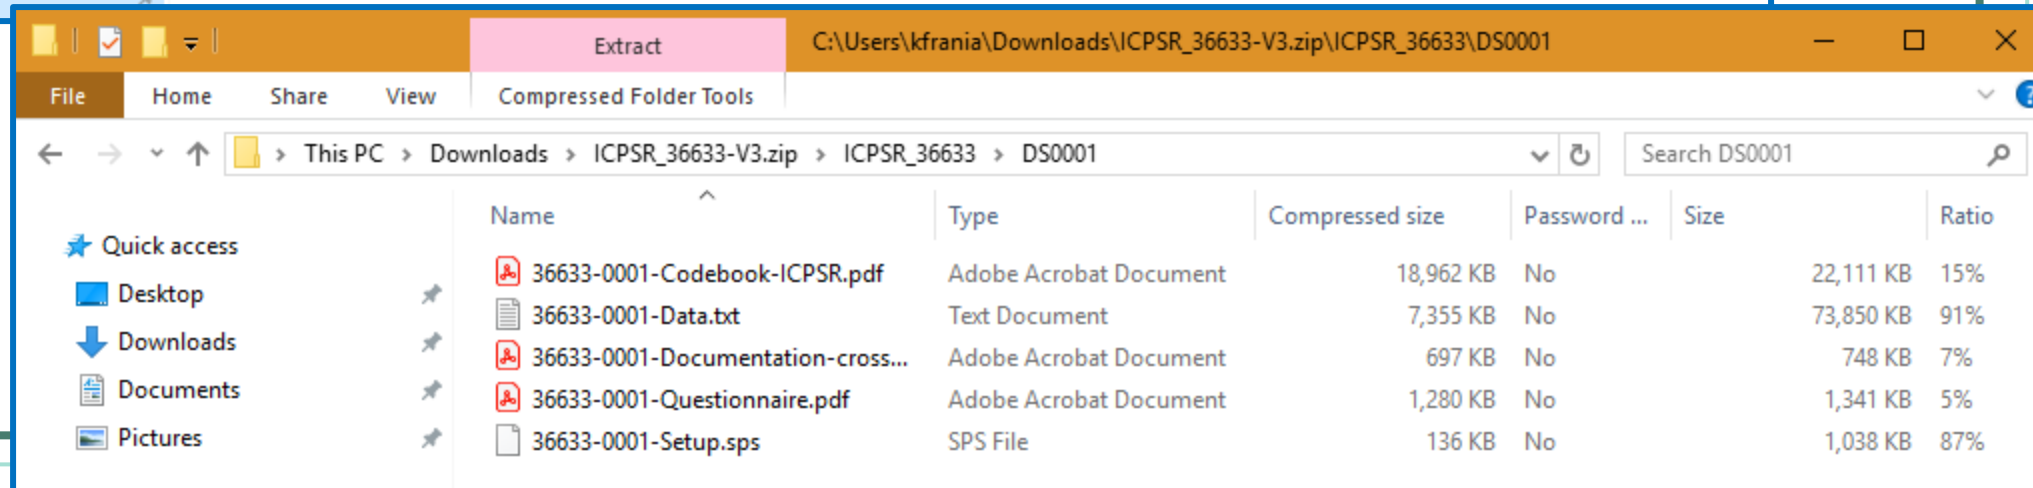 Extract C:\Users\kfrania\Downloads\ICPSR_36633-V3.zip\ICPSR_36633\DS0001
File Home Share View Compressed Folder Tools ?
This PC > Downloads > ICPSR_36633-V3.zip > ICPSR_36633 > DS0001 Search DS0001
Name Type Compressed size Password ... Size Ratio
Quick access
Desktop
Downloads
Documents
Pictures
36633-0001-Codebook-ICPSR.pdf Adobe Acrobat Document 18,962 KB No 22,111 KB 15%
36633-0001-Data.txt Text Document 7,355 KB No 73,850 KB 91%
36633-0001-Documentation-cross... Adobe Acrobat Document 697 KB No 748 KB 7%
36633-0001-Questionnaire.pdf Adobe Acrobat Document 1,280 KB No 1,341 KB 5%
36633-0001-Setup.sps SPS File 136 KB No 1,038 KB 87%